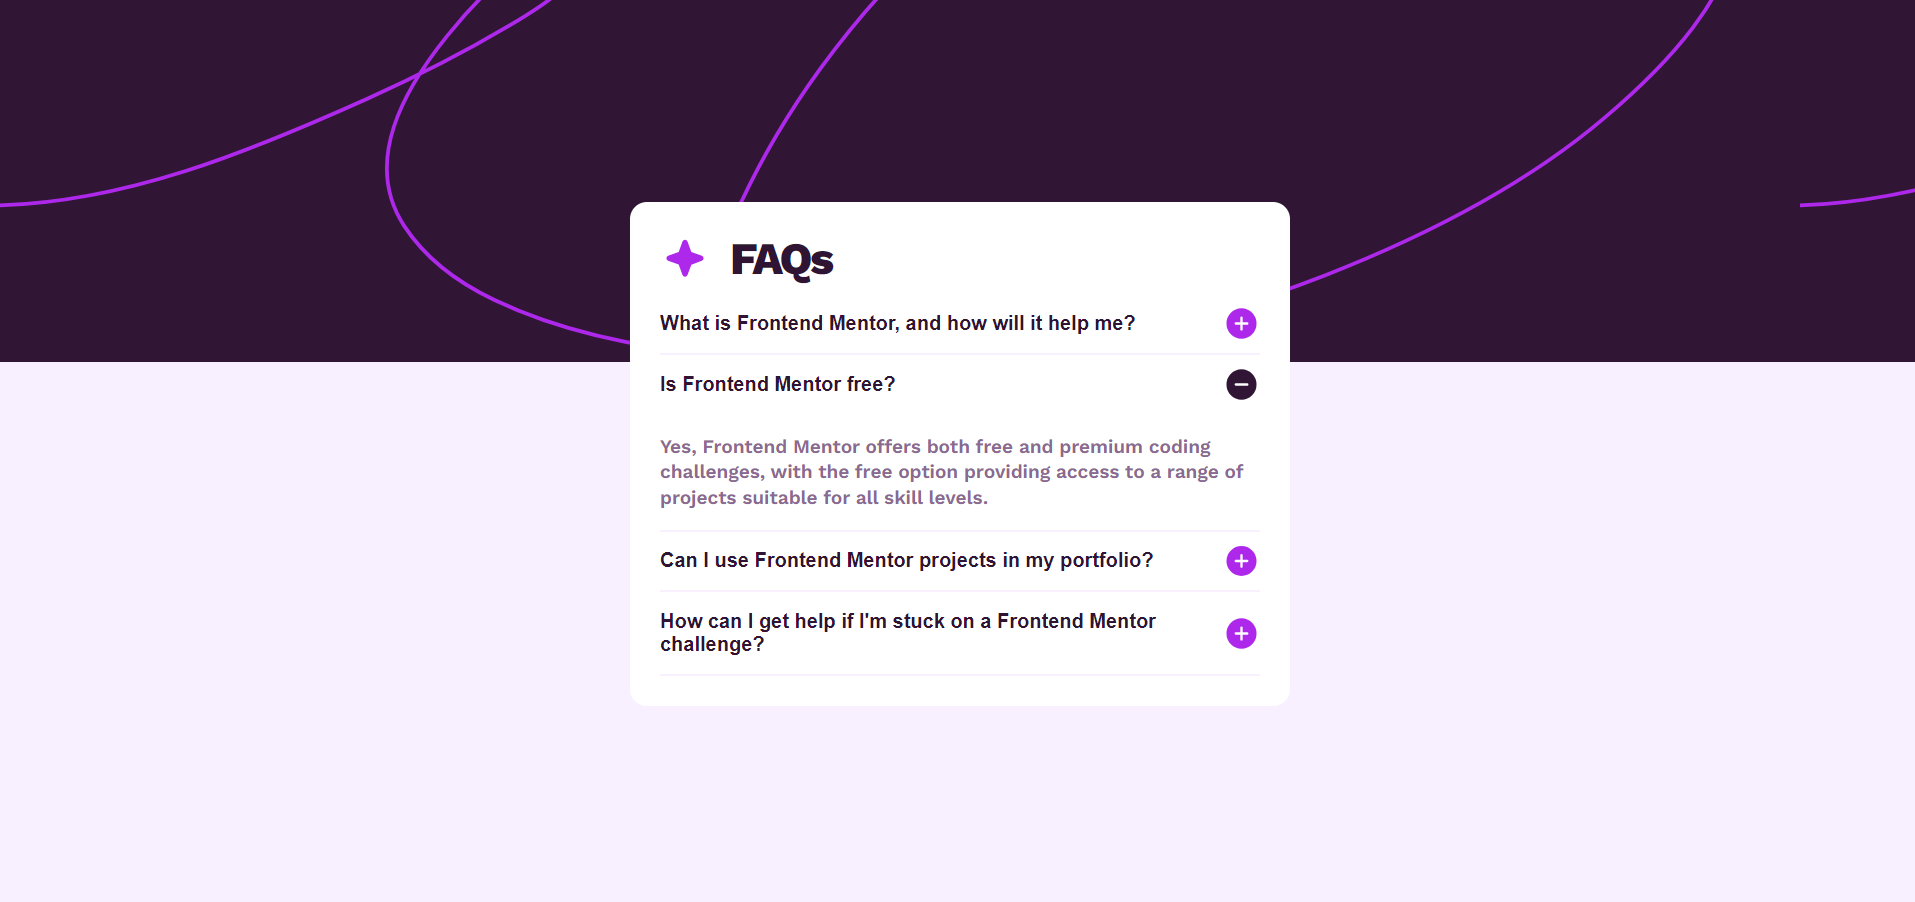 FAQs
What is Frontend Mentor, and how will it help me?
Is Frontend Mentor free?
Yes, Frontend Mentor offers both free and premium coding
challenges, with the free option providing access to a range of
projects suitable for all skill levels.
Can I use Frontend Mentor projects in my portfolio?
How can I get help if I'm stuck on a Frontend Mentor
challenge?